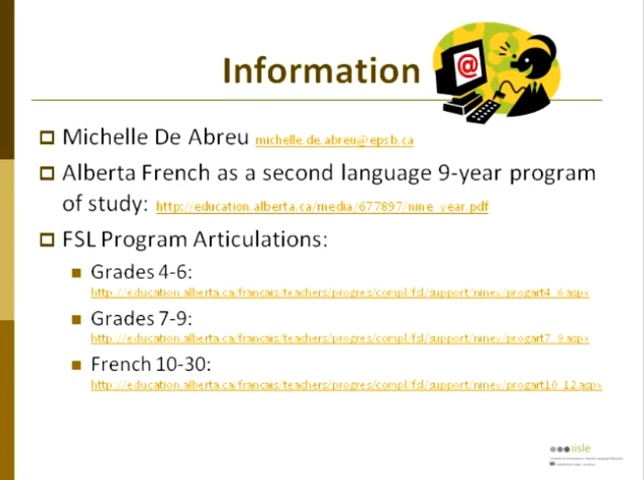 Information
@
Michelle De Abreu michelle.de.abreu@epsb.ca
Alberta French as a second language 9-year program
of study: http://education.alberta.ca/media/677897/nine_year.pdf
FSL Program Articulations:
Grades 4-6:
http://education.alberta.ca/francais/teachers/progres/compl/fsl/support/niney/progart4_6.aspx
Grades 7-9:
http://education.alberta.ca/francais/teachers/progres/compl/fsl/support/niney/progart7_9.aspx
French 10-30:
http://education.alberta.ca/francais/teachers/progres/compl/fsl/support/niney/progart10_12.aspx
iisle